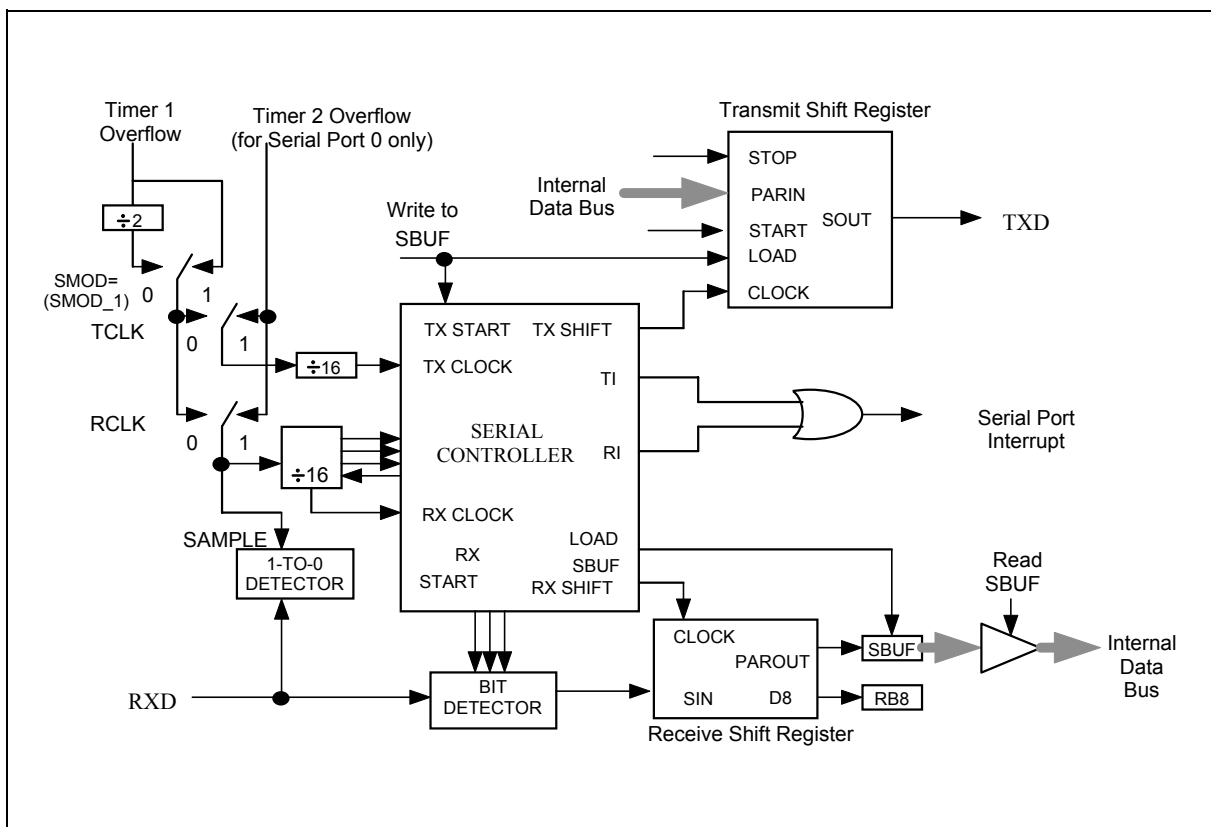 Timer 1
Overflow
Timer 2 Overflow
(for Serial Port 0 only)
÷2
SMOD=
(SMOD_1)
0
1
TCLK
0
1
RCLK
0
1
÷16
÷16
SAMPLE
1-TO-0
DETECTOR
RXD
Write to
SBUF
TX START
TX SHIFT
TX CLOCK
TI
SERIAL
CONTROLLER
RI
RX CLOCK
LOAD
SBUF
RX
START
RX SHIFT
BIT
DETECTOR
Transmit Shift Register
Internal
Data Bus
STOP
PARIN
SOUT
START
LOAD
CLOCK
TXD
Serial Port
Interrupt
CLOCK
PAROUT
SIN
D8
Receive Shift Register
SBUF
RB8
Read
SBUF
Internal
Data
Bus